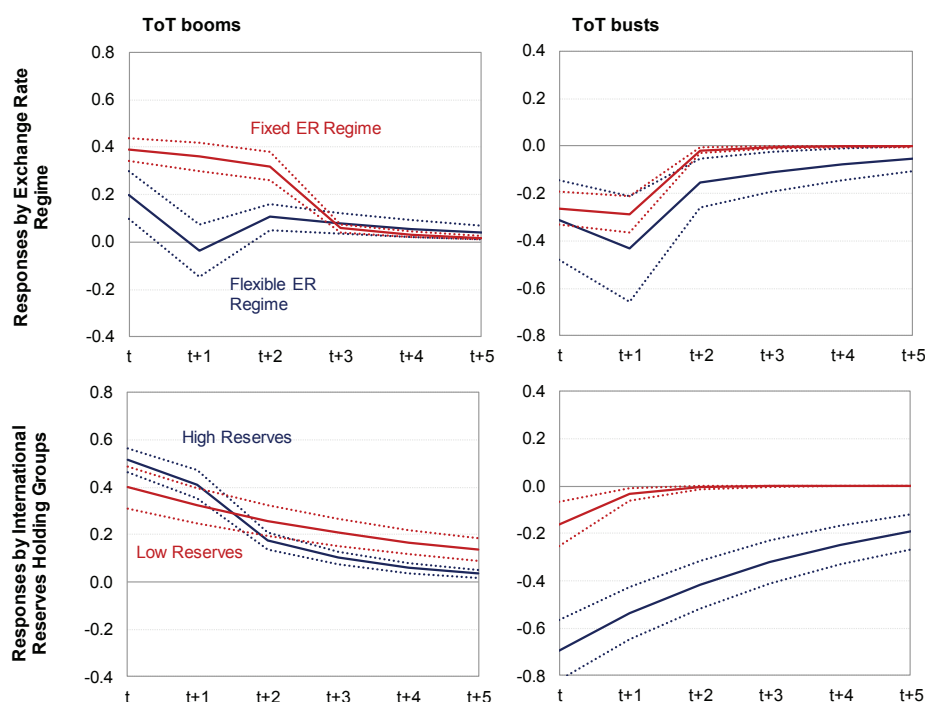 ToT booms
ToT busts
Responses by Exchange Rate
Regime
0.8
0.6
0.4
0.2
0.0
-0.2
-0.4
Fixed ER Regime
Flexible ER
Regime
t t+1 t+2 t+3 t+4 t+5
0.4
0.2
0.0
-0.2
-0.4
-0.6
-0.8
t t+1 t+2 t+3 t+4 t+5
Responses by International
Reserves Holding Groups
0.8
0.6
0.4
0.2
0.0
-0.2
-0.4
High Reserves
Low Reserves
t t+1 t+2 t+3 t+4 t+5
0.4
0.2
0.0
-0.2
-0.4
-0.6
-0.8
t t+1 t+2 t+3 t+4 t+5